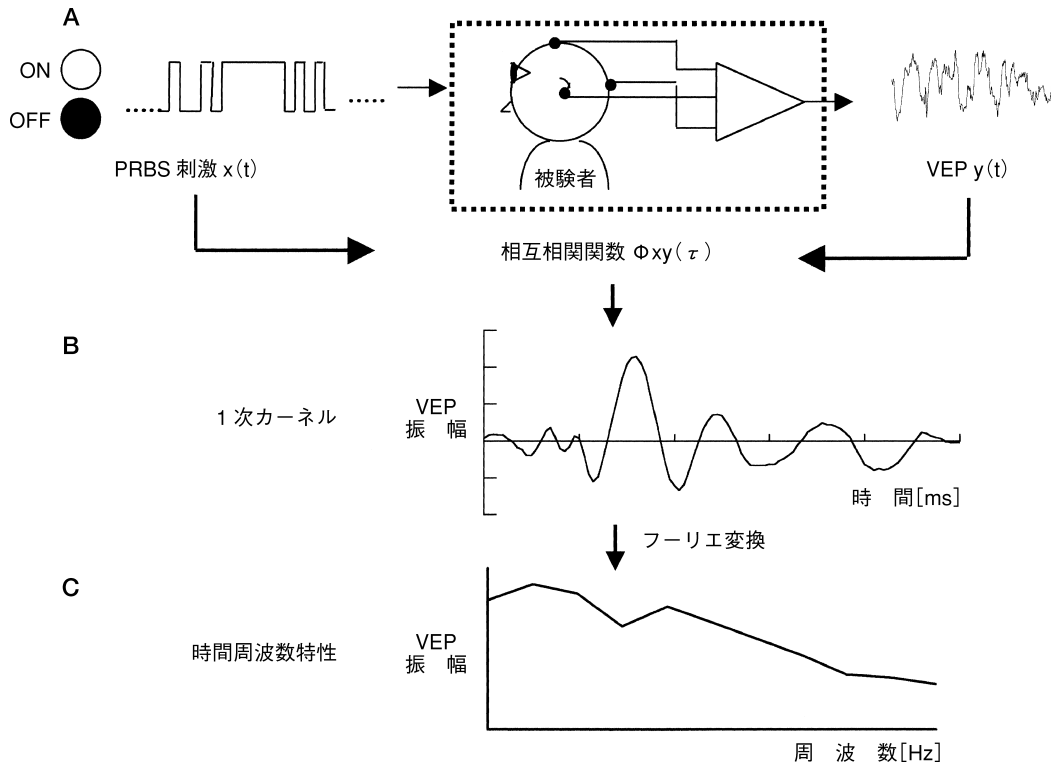 A
ON
OFF
PRBS 刺激 x(t)
被験者
VEP y(t)
相互相関関数 Φxy(τ)
B
1 次カーネル
VEP
振 幅
時 間[ms]
フーリエ変換
C
時間周波数特性
VEP
振 幅
周 波 数[Hz]